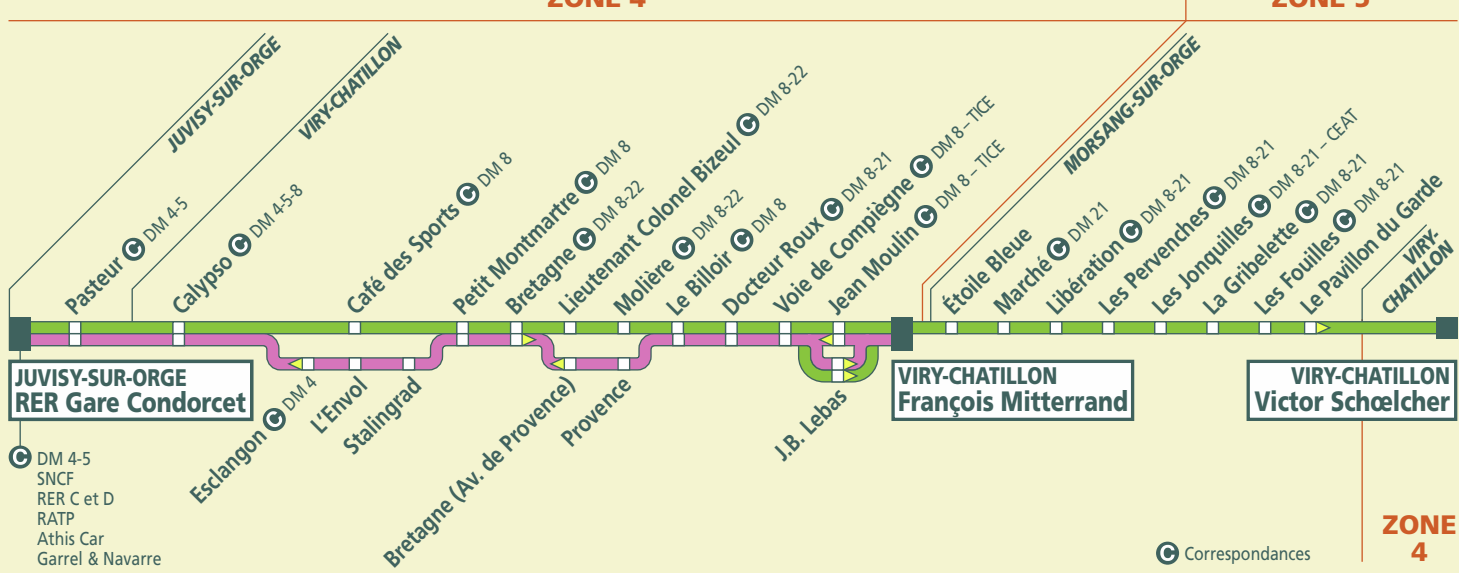 ZONE 4
ZONE 5
JUVISY-SUR-ORGE
VIRY-CHATILLON
MORSANG-SUR-ORGE
Pasteur C DM 4-5
Calypso C DM 4-5-8
Café des Sports C DM 8
Petit Montmartre C DM 8
Bretagne C DM 8-22
Lieutenant Colonel Bizeul C DM 8-22
Molière C DM 8-22
Le Billoir C DM 8
Docteur Roux C DM 8-21
Voie de Compiègne C DM 8 – TICE
Jean Moulin C DM 8 – TICE
Étoile Bleue
Marché C DM 21
Libération C DM 8-21
Les Pervenches C DM 8-21
Les Jonquilles C DM 8-21 – CEAT
La Gribelette C DM 8-21
Les Fouilles C DM 8-21
Le Pavillon du Garde
VIRY-
CHATILLON
JUVISY-SUR-ORGE
RER Gare Condorcet
Esclangon C DM 4
L'Envol
Stalingrad
Bretagne (Av. de Provence)
Provence
J.B. Lebas
VIRY-CHATILLON
François Mitterrand
VIRY-CHATILLON
Victor Schœlcher
C DM 4-5
SNCF
RER C et D
RATP
Athis Car
Garrel & Navarre
C Correspondances
ZONE
4